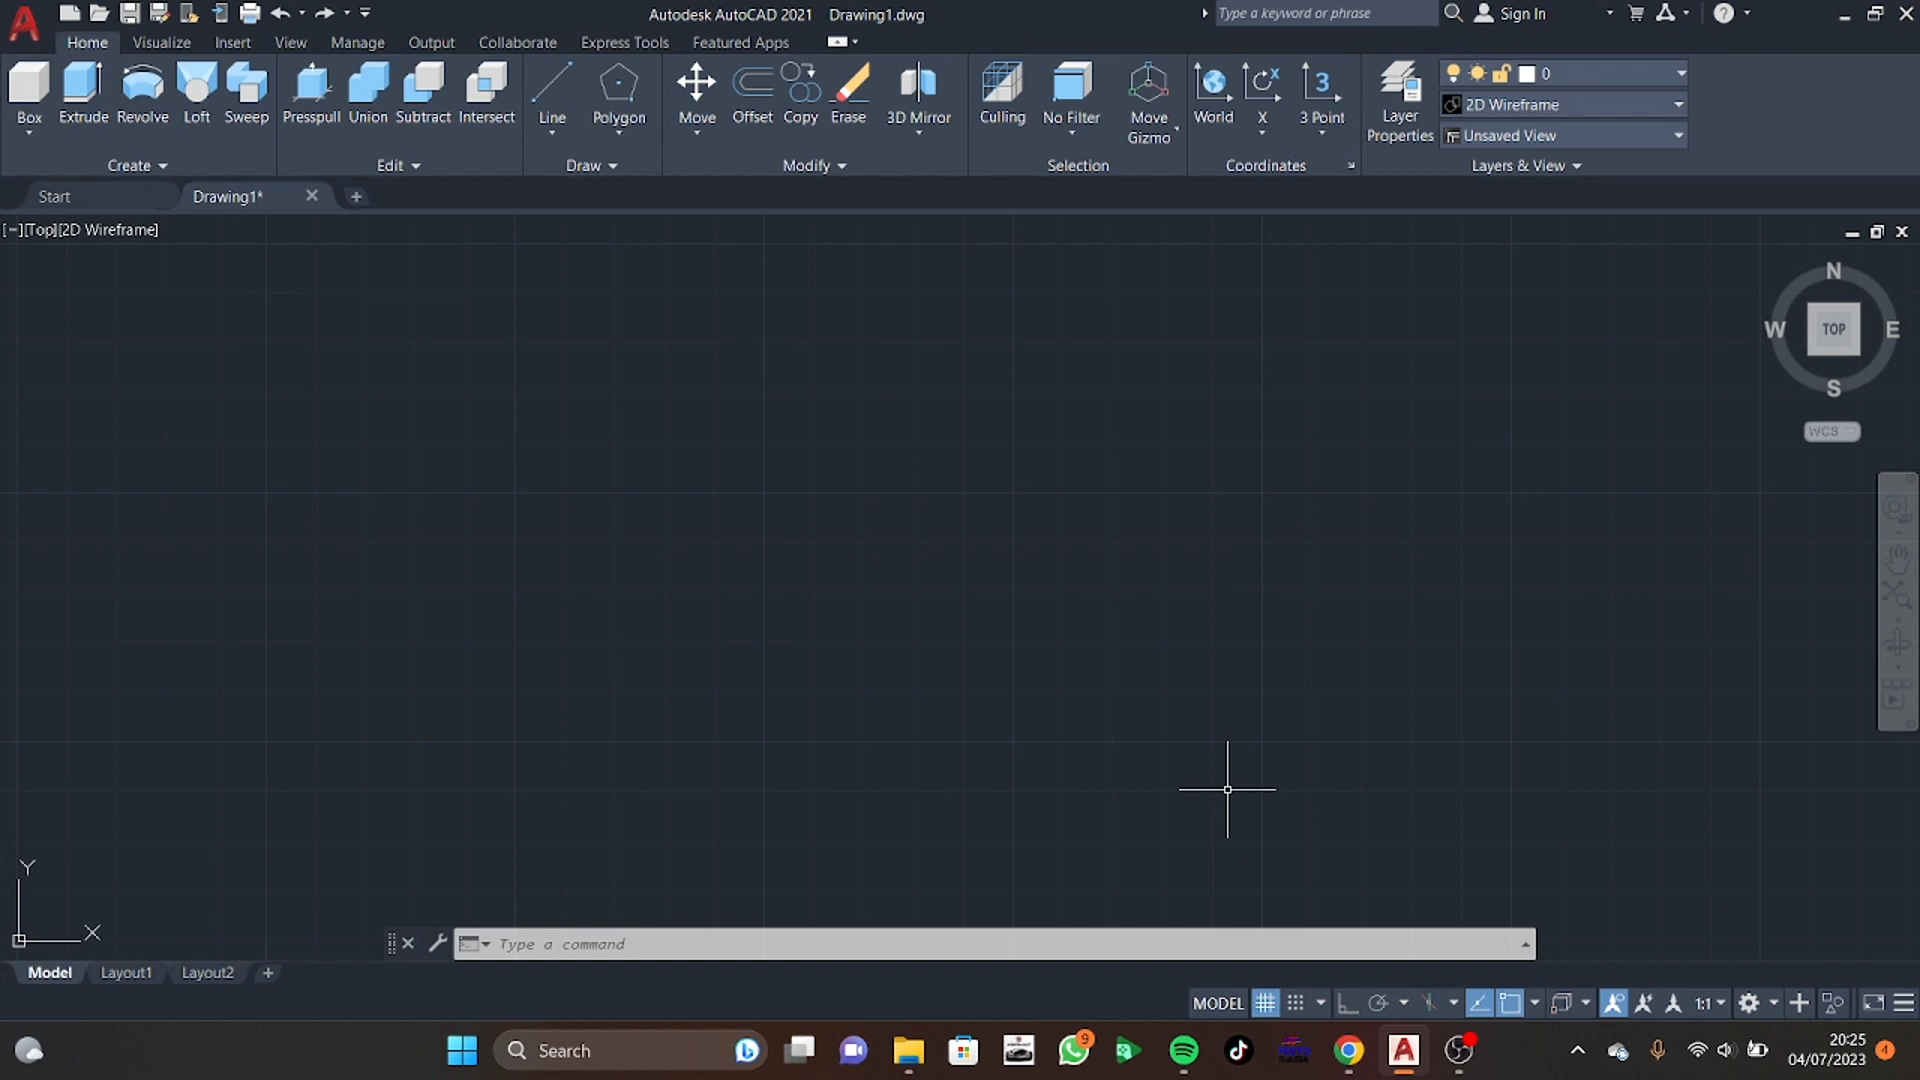 Autodesk AutoCAD 2021 Drawing1.dwg
Type a keyword or phrase
Sign In
Home Visualize Insert View Manage Output Collaborate Express Tools Featured Apps
Box Extrude Revolve Loft Sweep Presspull Union Subtract Intersect Line Polygon Move Offset Copy Erase 3D Mirror Culling No Filter Move Gizmo World X 3 Point Layer Properties
0
2D Wireframe
Unsaved View
Create Edit Draw Modify Selection Coordinates Layers & View
Start Drawing1*
[−][Top][2D Wireframe]
N
W TOP E
S
WCS
Y
X
Type a command
Model Layout1 Layout2
MODEL 1:1
Search
9
20:25
04/07/2023
4